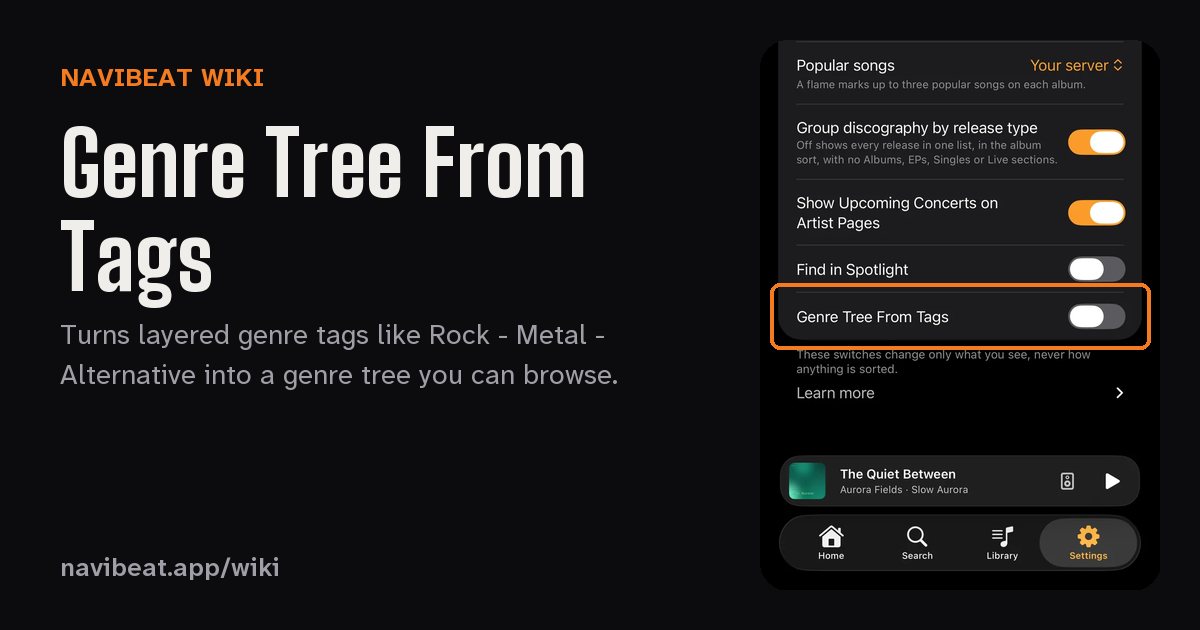 NAVIBEAT WIKI
Genre Tree From
Tags
Turns layered genre tags like Rock - Metal -
Alternative into a genre tree you can browse.
navibeat.app/wiki
Popular songs
Your server
A flame marks up to three popular songs on each album.
Group discography by release type
Off shows every release in one list, in the album
sort, with no Albums, EPs, Singles or Live sections.
Show Upcoming Concerts on
Artist Pages
Find in Spotlight
Genre Tree From Tags
These switches change only what you see, never how
anything is sorted.
Learn more
The Quiet Between
Aurora Fields · Slow Aurora
Home
Search
Library
Settings